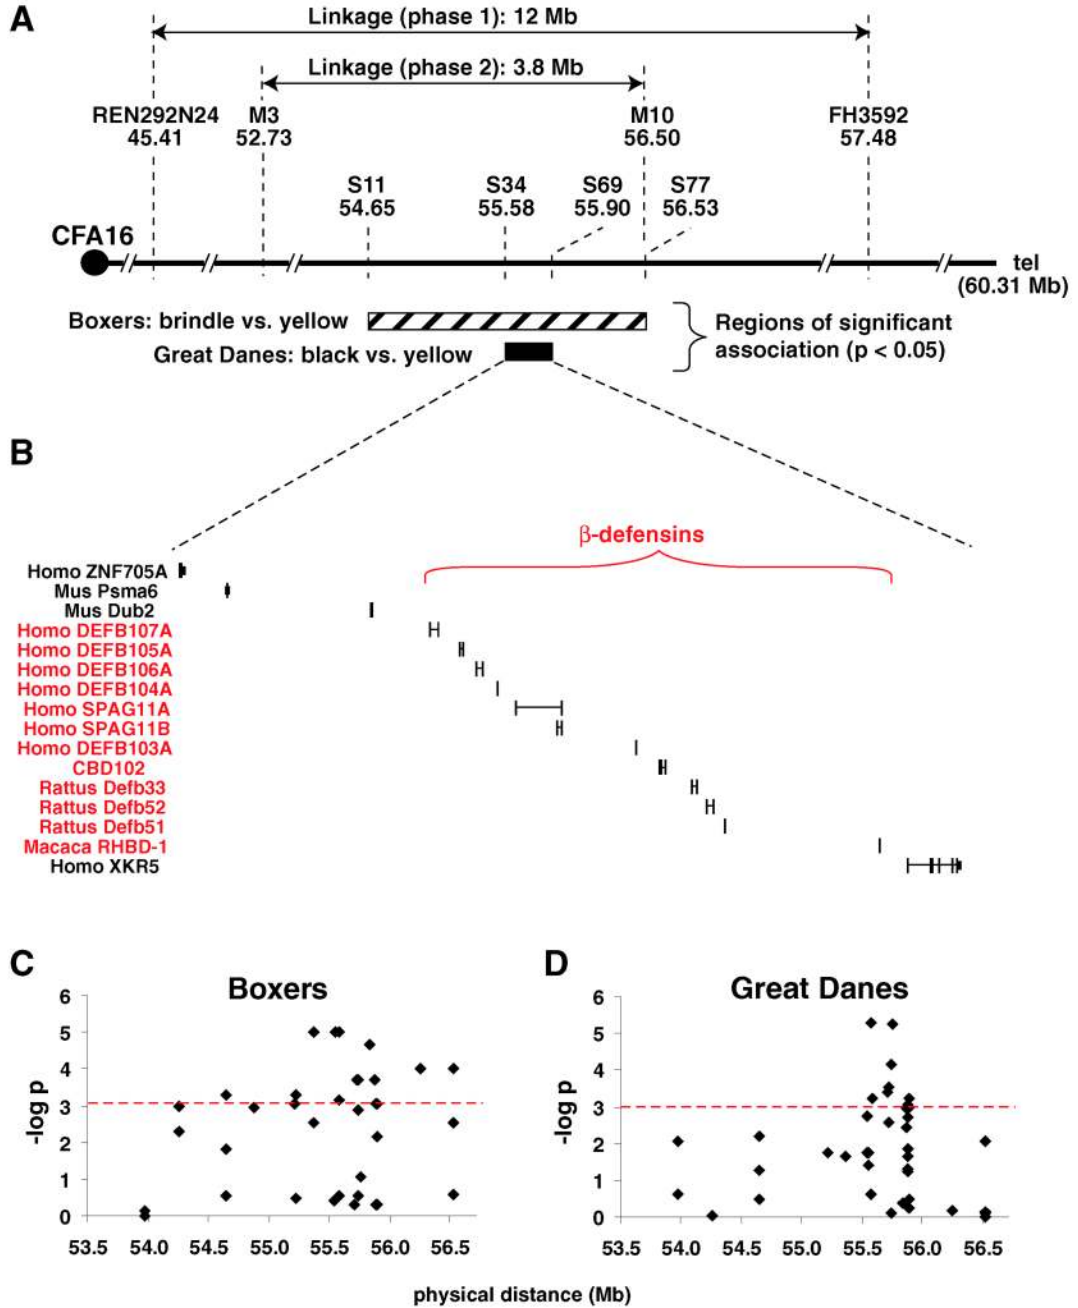 A
Linkage (phase 1): 12 Mb
Linkage (phase 2): 3.8 Mb
REN292N24 M3 M10 FH3592
45.41 52.73 56.50 57.48
S11 S34 S69 S77
54.65 55.58 55.90 56.53
CFA16
tel
(60.31 Mb)
Boxers: brindle vs. yellow
Great Danes: black vs. yellow
Regions of significant
association (p < 0.05)
B
β-defensins
Homo ZNF705A
Mus Psma6
Mus Dub2
Homo DEFB107A
Homo DEFB105A
Homo DEFB106A
Homo DEFB104A
Homo SPAG11A
Homo SPAG11B
Homo DEFB103A
CBD102
Rattus Defb33
Rattus Defb52
Rattus Defb51
Macaca RHBD-1
Homo XKR5
C
Boxers
-log p
6
5
4
3
2
1
0
53.5 54.0 54.5 55.0 55.5 56.0 56.5
D
Great Danes
-log p
6
5
4
3
2
1
0
53.5 54.0 54.5 55.0 55.5 56.0 56.5
physical distance (Mb)